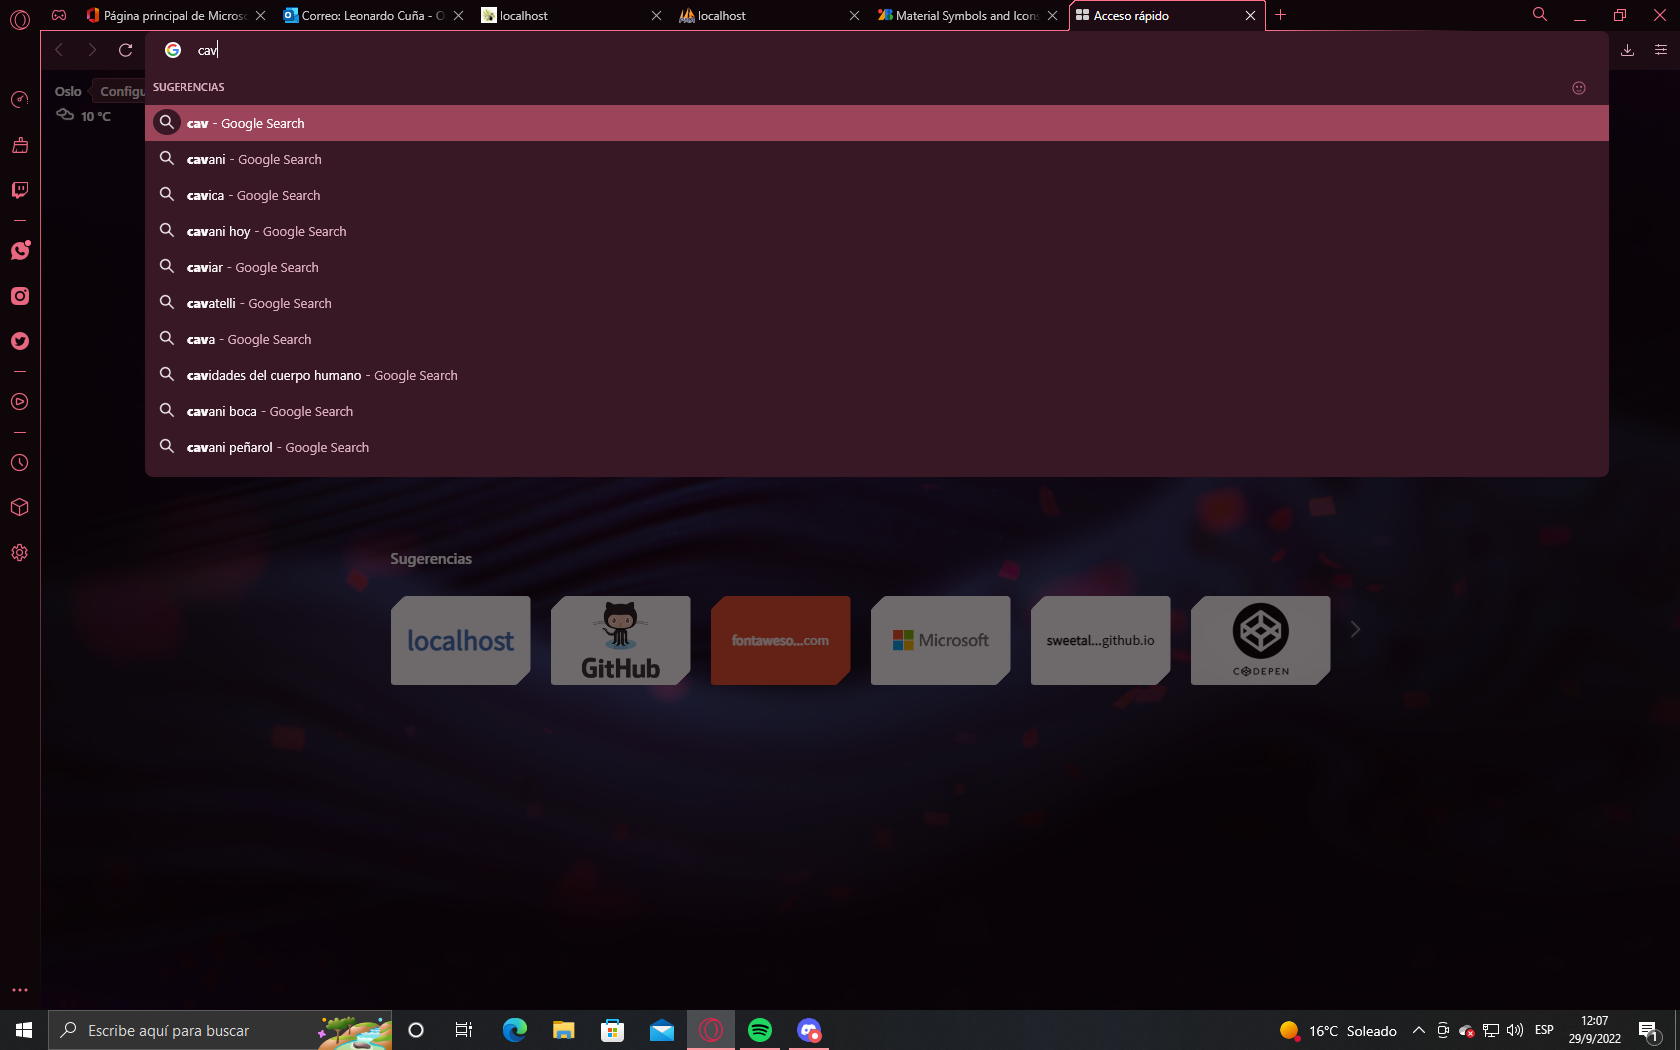 Página principal de Microso
Correo: Leonardo Cuña - O
localhost
localhost
Material Symbols and Icons
Acceso rápido
cav
Oslo
Configu
10 °C
SUGERENCIAS
cav - Google Search
cavani - Google Search
cavica - Google Search
cavani hoy - Google Search
caviar - Google Search
cavatelli - Google Search
cava - Google Search
cavidades del cuerpo humano - Google Search
cavani boca - Google Search
cavani peñarol - Google Search
Sugerencias
localhost
GitHub
fontaweso...com
Microsoft
sweetal...github.io
CODEPEN
Escribe aquí para buscar
16°C Soleado
ESP
12:07
29/9/2022
1